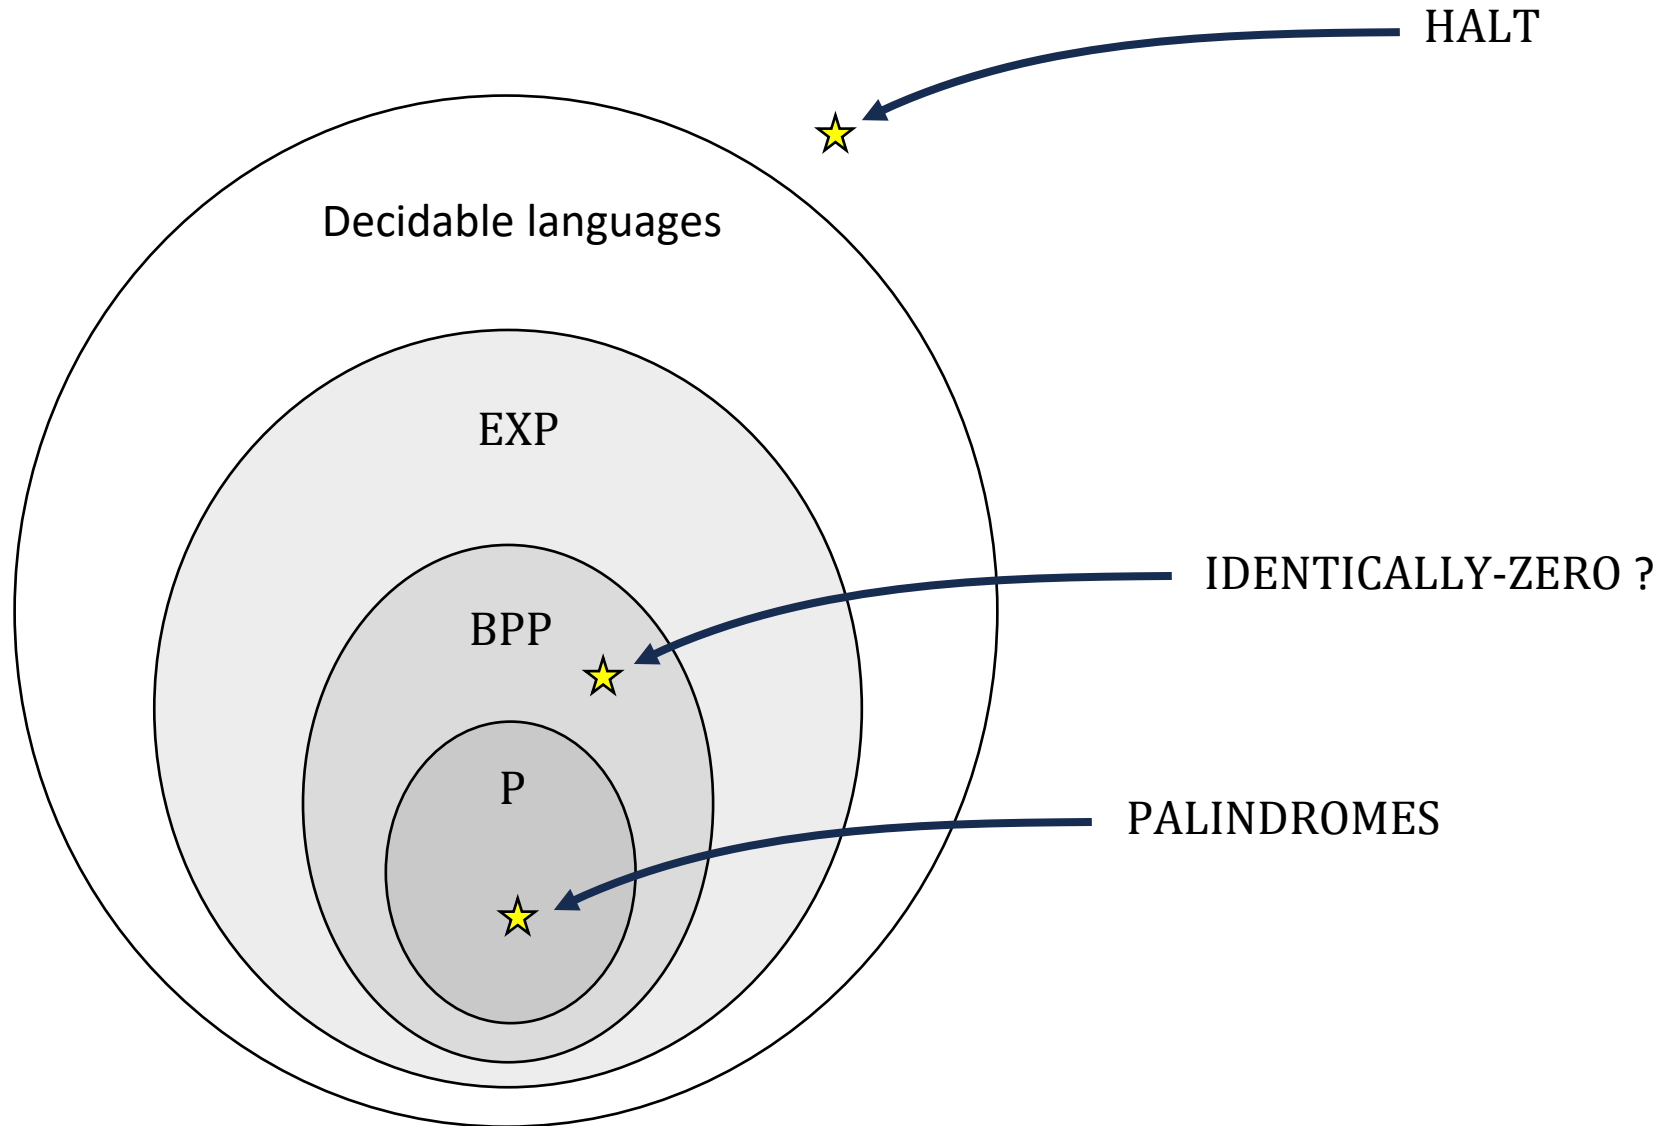 HALT
Decidable languages
EXP
IDENTICALLY-ZERO ?
BPP
P
PALINDROMES